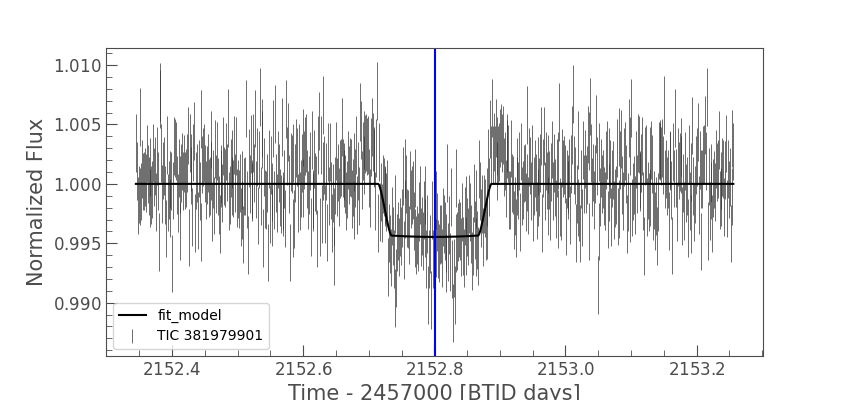 1.010
1.005
1.000
0.995
0.990
Normalized Flux
fit_model
TIC 381979901
2152.4 2152.6 2152.8 2153.0 2153.2
Time - 2457000 [BTJD days]